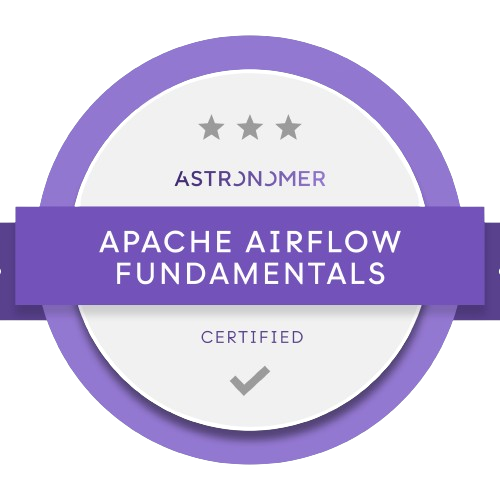 ASTRONOMER
APACHE AIRFLOW
FUNDAMENTALS
CERTIFIED